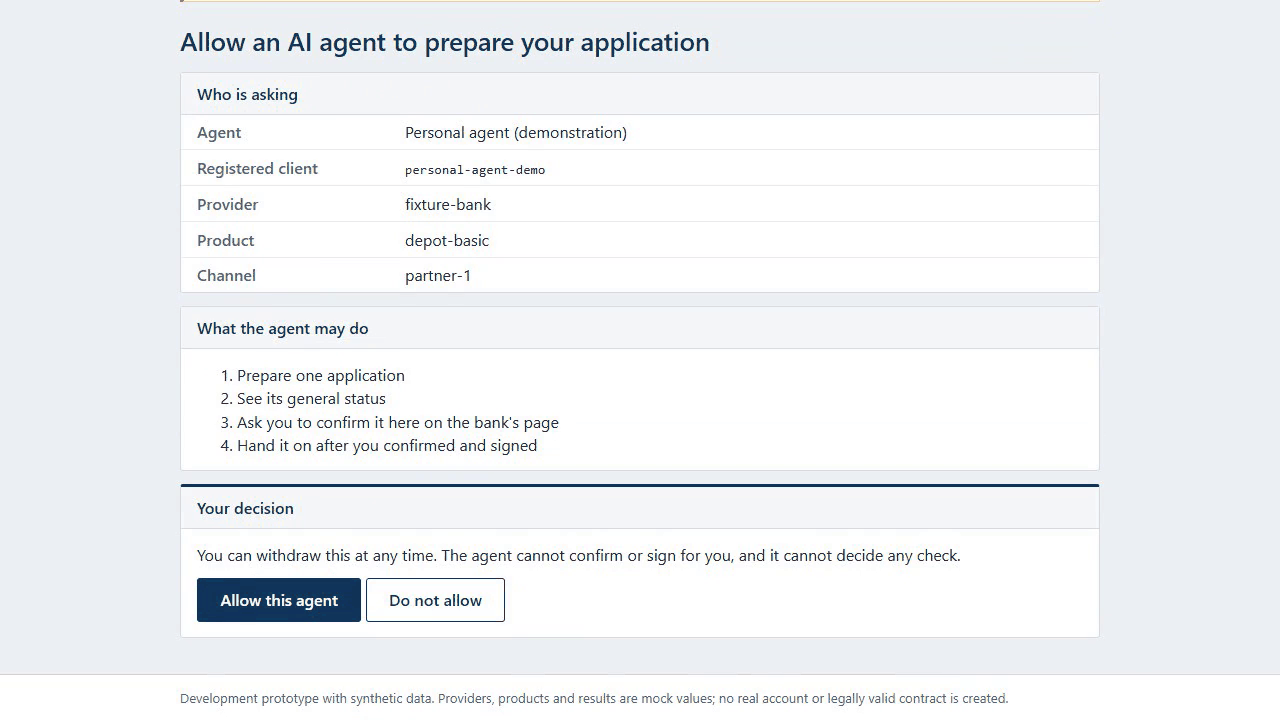 Allow an AI agent to prepare your application
Who is asking
Agent Personal agent (demonstration)
Registered client personal-agent-demo
Provider fixture-bank
Product depot-basic
Channel partner-1
What the agent may do
1. Prepare one application
2. See its general status
3. Ask you to confirm it here on the bank's page
4. Hand it on after you confirmed and signed
Your decision
You can withdraw this at any time. The agent cannot confirm or sign for you, and it cannot decide any check.
Allow this agent Do not allow
Development prototype with synthetic data. Providers, products and results are mock values; no real account or legally valid contract is created.